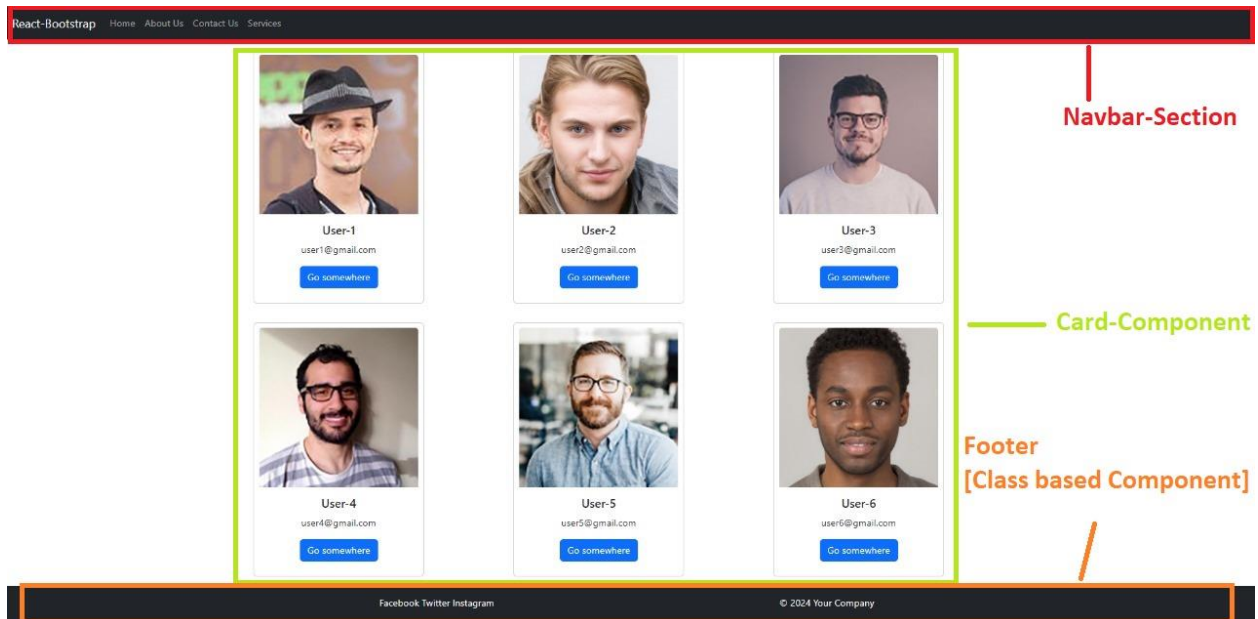 React-Bootstrap Home About Us Contact Us Services
Navbar-Section
User-1 User-2 User-3
user1@gmail.com user2@gmail.com user3@gmail.com
Go somewhere Go somewhere Go somewhere
Card-Component
Footer
[Class based Component]
User-4 User-5 User-6
user4@gmail.com user5@gmail.com user6@gmail.com
Go somewhere Go somewhere Go somewhere
Facebook Twitter Instagram © 2024 Your Company